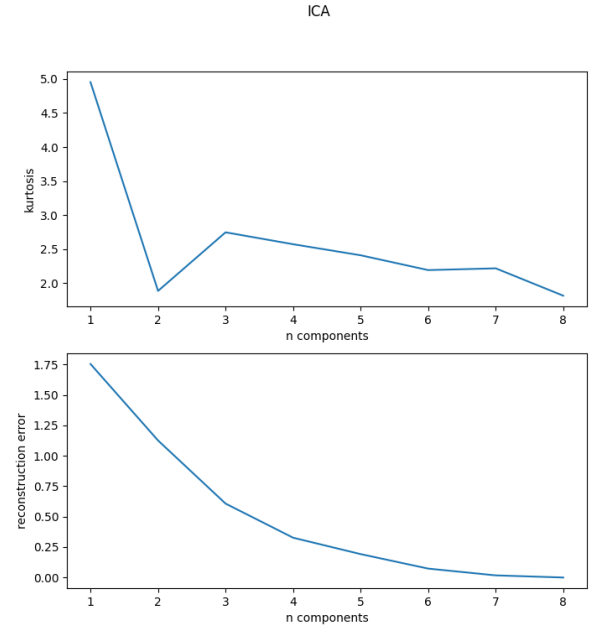 ICA
5.0
4.5
4.0
3.5
3.0
2.5
2.0
kurtosis
1 2 3 4 5 6 7 8
n components
1.75
1.50
1.25
1.00
0.75
0.50
0.25
0.00
reconstruction error
1 2 3 4 5 6 7 8
n components